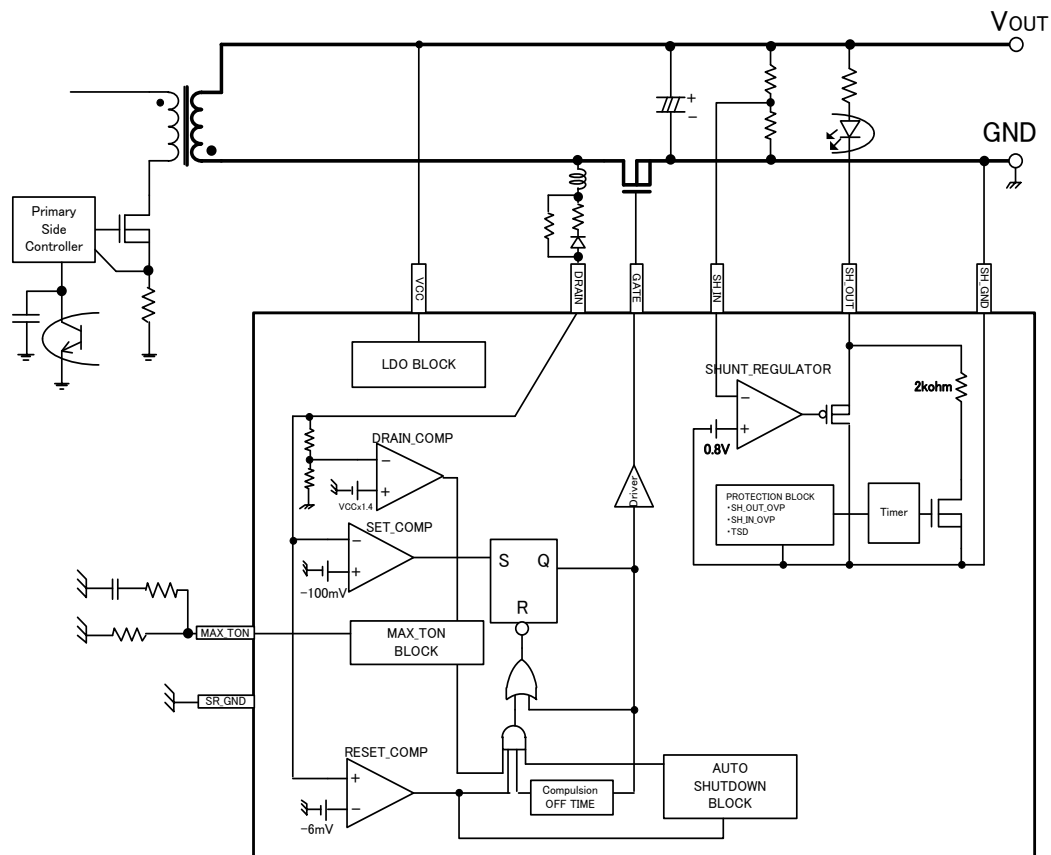 VOUT
GND
Primary
Side
Controller
VCC
DRAIN
GATE
SH_IN
SH_OUT
SH_GND
LDO BLOCK
SHUNT_REGULATOR
2kohm
−
+
0.8V
DRAIN_COMP
−
+
VCCx1.4
Driver
PROTECTION BLOCK
・SH_OUT_OVP
・SH_IN_OVP
・TSD
Timer
SET_COMP
−
+
-100mV
S Q
R
MAX_TON
MAX_TON
BLOCK
SR_GND
RESET_COMP
+
−
-6mV
Compulsion
OFF TIME
AUTO
SHUTDOWN
BLOCK
+
−